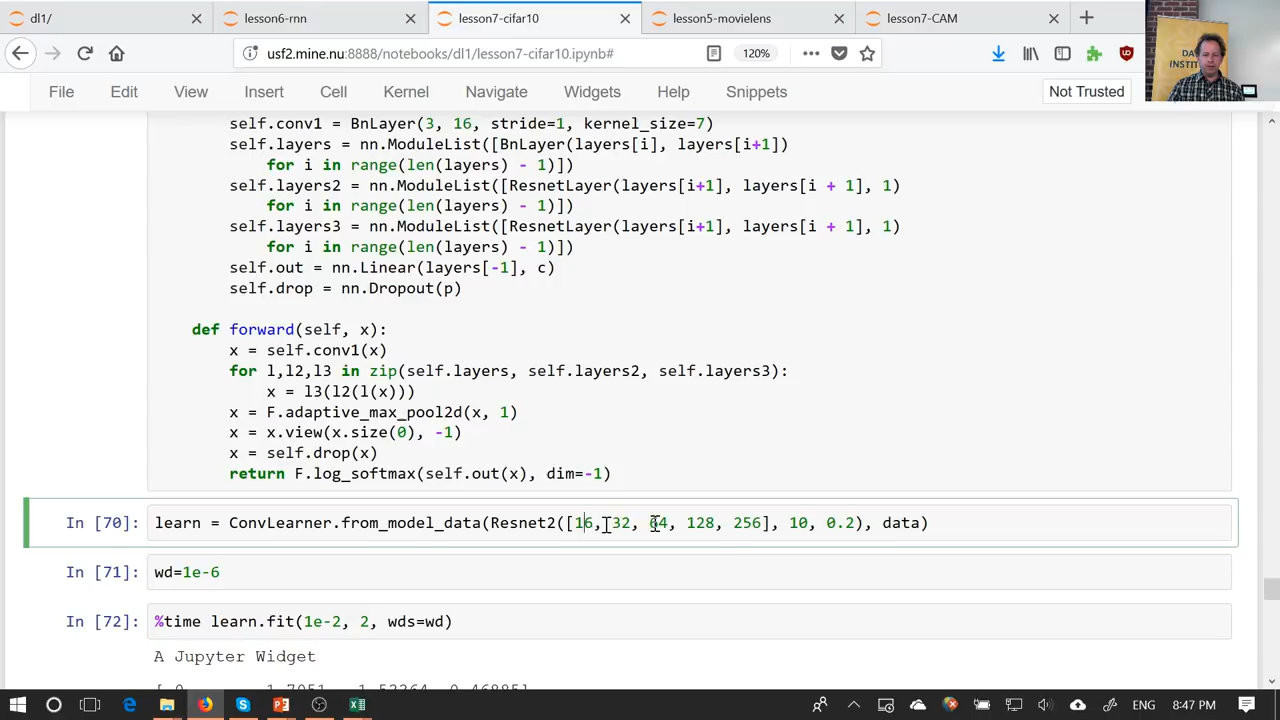 dl1/
lesson6-rnn
lesson7-cifar10
lesson5-movielens
lesson7-CAM
usf2.mine.nu:8888/notebooks/dl1/lesson7-cifar10.ipynb#
120%
File Edit View Insert Cell Kernel Navigate Widgets Help Snippets
Not Trusted
self.conv1 = BnLayer(3, 16, stride=1, kernel_size=7)
self.layers = nn.ModuleList([BnLayer(layers[i], layers[i+1])
for i in range(len(layers) - 1)])
self.layers2 = nn.ModuleList([ResnetLayer(layers[i+1], layers[i + 1], 1)
for i in range(len(layers) - 1)])
self.layers3 = nn.ModuleList([ResnetLayer(layers[i+1], layers[i + 1], 1)
for i in range(len(layers) - 1)])
self.out = nn.Linear(layers[-1], c)
self.drop = nn.Dropout(p)
def forward(self, x):
x = self.conv1(x)
for l,l2,l3 in zip(self.layers, self.layers2, self.layers3):
x = l3(l2(l(x)))
x = F.adaptive_max_pool2d(x, 1)
x = x.view(x.size(0), -1)
x = self.drop(x)
return F.log_softmax(self.out(x), dim=-1)
In [70]: learn = ConvLearner.from_model_data(Resnet2([16, 32, 64, 128, 256], 10, 0.2), data)
In [71]: wd=1e-6
In [72]: %time learn.fit(1e-2, 2, wds=wd)
A Jupyter Widget
ENG 8:47 PM